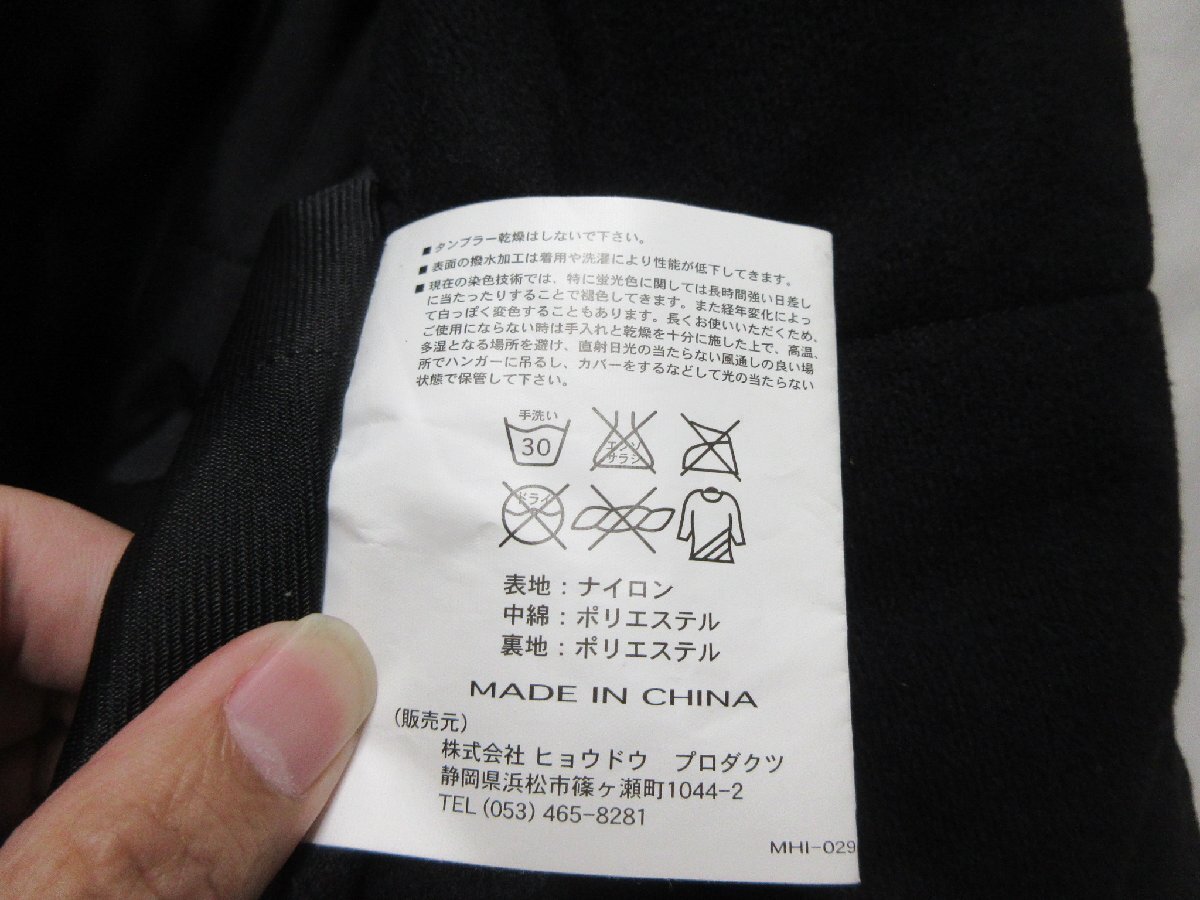 ■ タンブラー乾燥はしないで下さい。
■ 表面の撥水加工は着用や洗濯により性能が低下してきます。
■ 現在の染色技術では、特に蛍光色に関しては長時間強い日差し
に当たったりすることで褪色してきます。また経年変化によっ
て白っぽく変色することもあります。長くお使いいただくため、
ご使用にならない時は手入れと乾燥を十分に施した上で、高温、
多湿となる場所を避け、直射日光の当たらない風通しの良い場
所でハンガーに吊るし、カバーをするなどして光の当たらない
状態で保管して下さい。
手洗い
30
エンソ
サラシ
ドライ
表地：ナイロン
中綿：ポリエステル
裏地：ポリエステル
MADE IN CHINA
（販売元）
株式会社 ヒョウドウ プロダクツ
静岡県浜松市篠ヶ瀬町1044-2
TEL (053) 465-8281
MHI-029